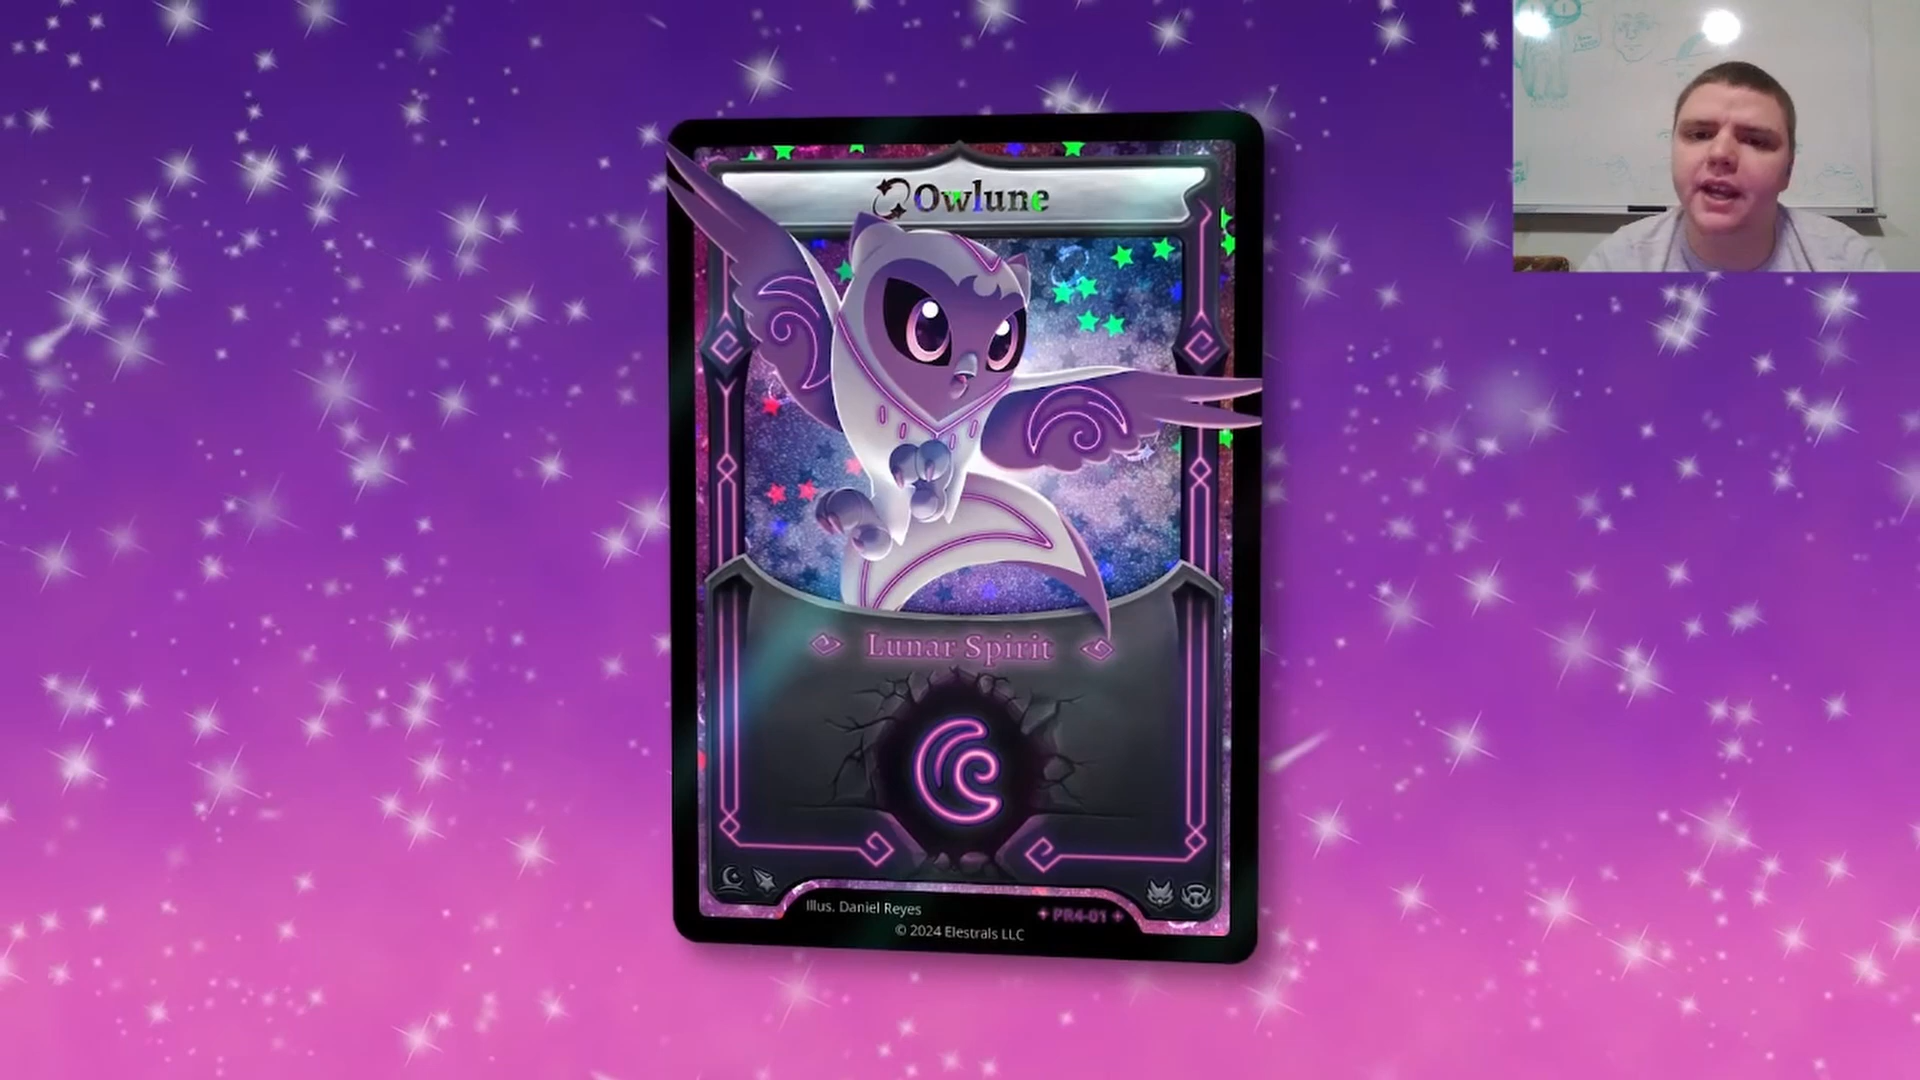 Owlune
Lunar Spirit
Illus. Daniel Reyes
✦ PR4-01 ✦
© 2024 Elestrals LLC